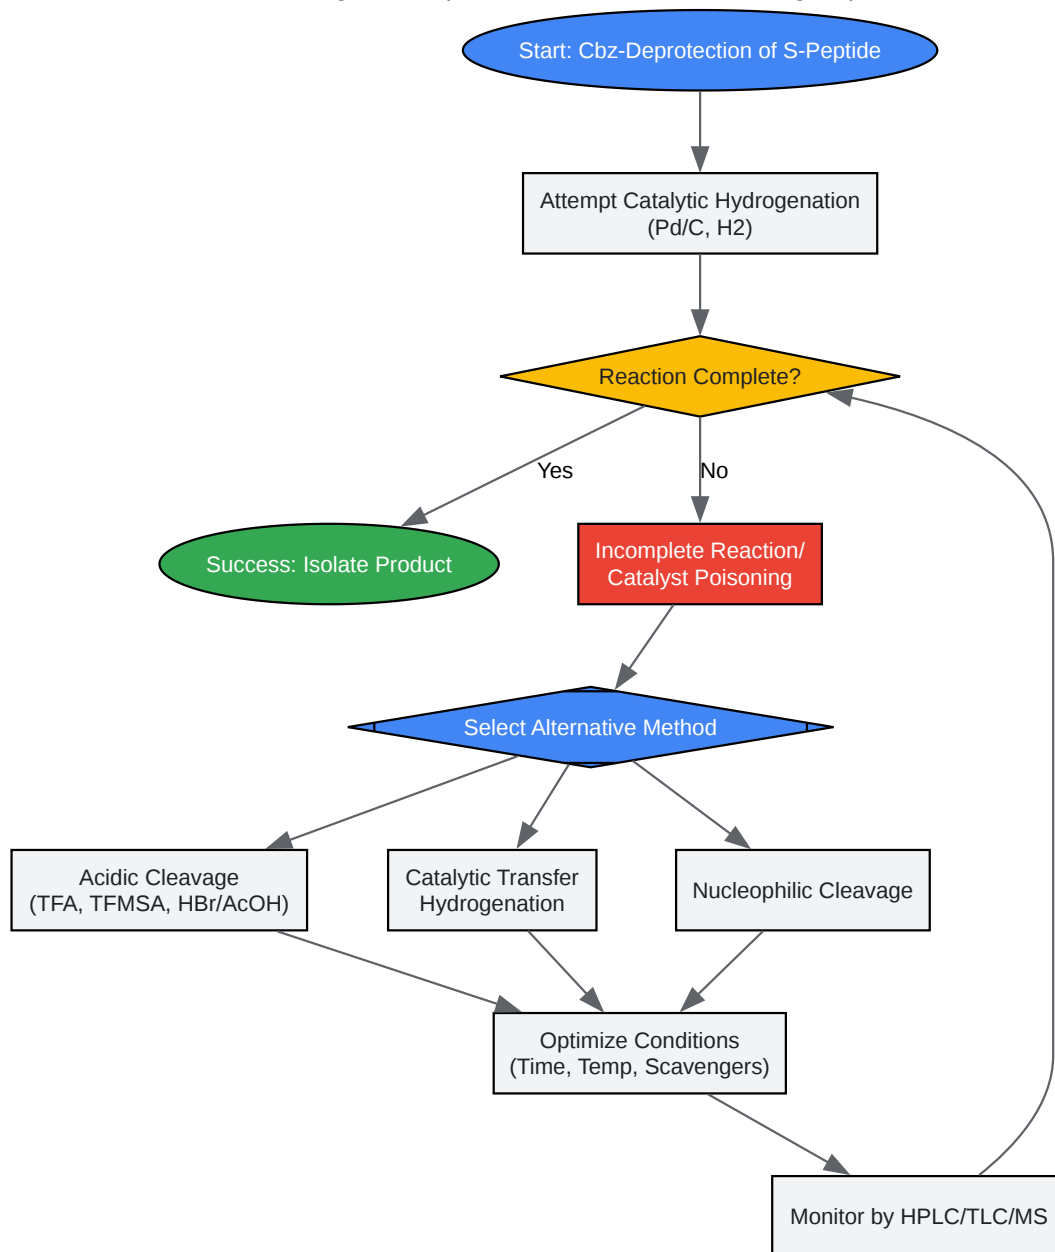 Start: Cbz-Deprotection of S-Peptide
Attempt Catalytic Hydrogenation
(Pd/C, H2)
Reaction Complete?
Yes
No
Success: Isolate Product
Incomplete Reaction/
Catalyst Poisoning
Select Alternative Method
Acidic Cleavage
(TFA, TFMSA, HBr/AcOH)
Catalytic Transfer
Hydrogenation
Nucleophilic Cleavage
Optimize Conditions
(Time, Temp, Scavengers)
Monitor by HPLC/TLC/MS